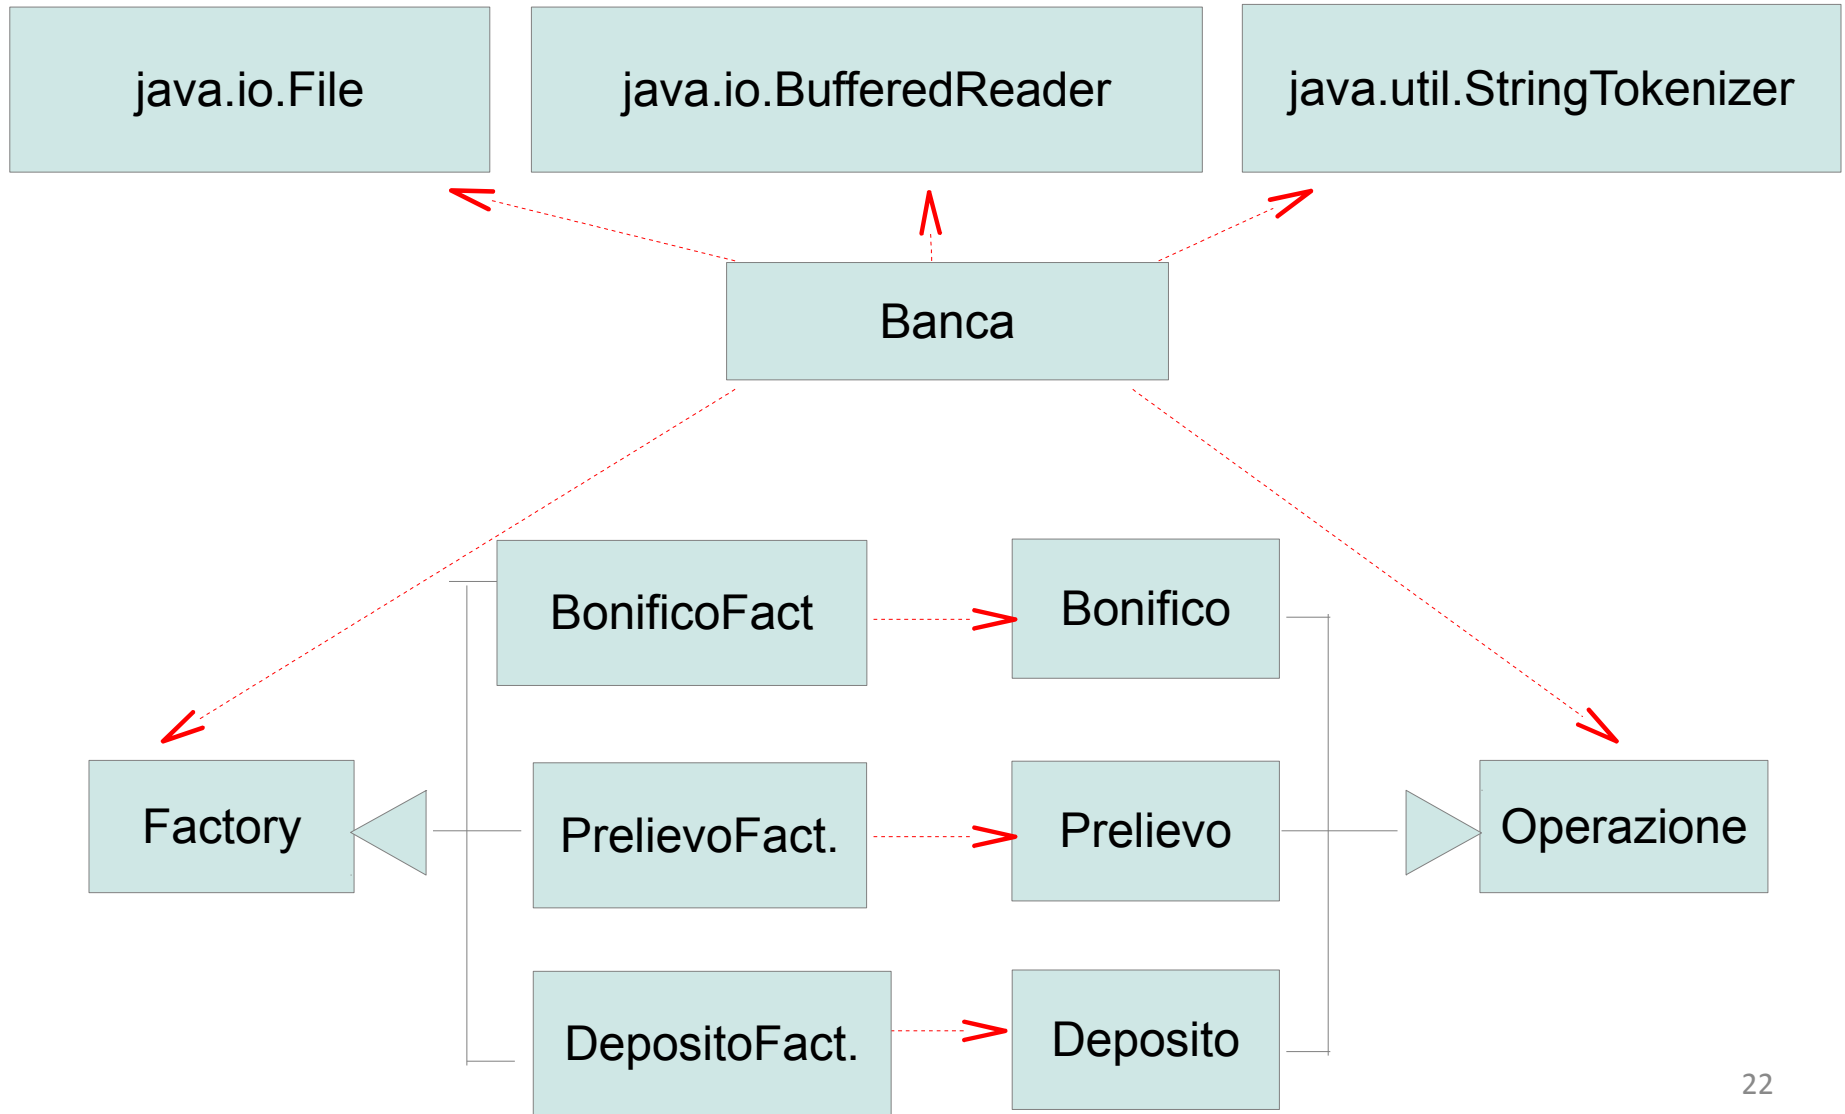 java.io.File
java.io.BufferedReader
java.util.StringTokenizer
Banca
BonificoFact
Bonifico
Factory
PrelievoFact.
Prelievo
Operazione
DepositoFact.
Deposito
22